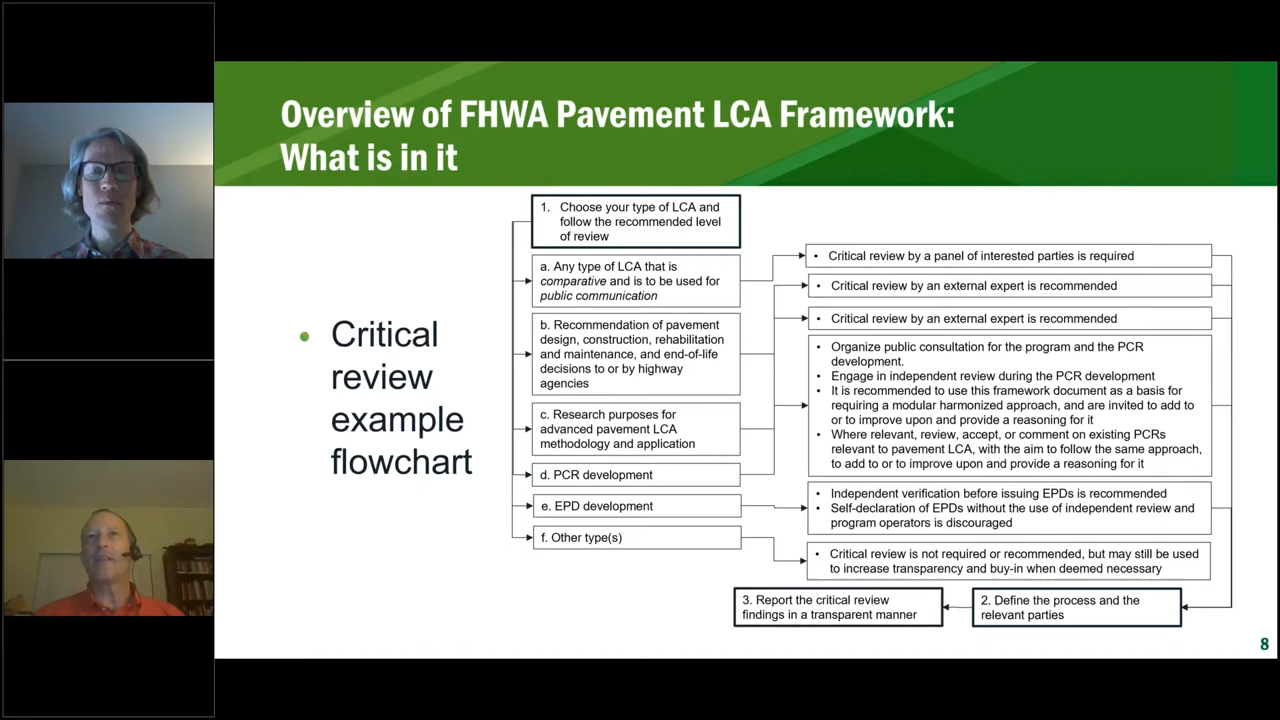 Overview of FHWA Pavement LCA Framework:
What is in it
• Critical
review
example
flowchart
1. Choose your type of LCA and
follow the recommended level
of review
a. Any type of LCA that is
comparative and is to be used for
public communication
b. Recommendation of pavement
design, construction, rehabilitation
and maintenance, and end-of-life
decisions to or by highway
agencies
c. Research purposes for
advanced pavement LCA
methodology and application
d. PCR development
e. EPD development
f. Other type(s)
• Critical review by a panel of interested parties is required
• Critical review by an external expert is recommended
• Critical review by an external expert is recommended
• Organize public consultation for the program and the PCR
development.
• Engage in independent review during the PCR development
• It is recommended to use this framework document as a basis for
requiring a modular harmonized approach, and are invited to add to
or to improve upon and provide a reasoning for it
• Where relevant, review, accept, or comment on existing PCRs
relevant to pavement LCA, with the aim to follow the same approach,
to add to or to improve upon and provide a reasoning for it
• Independent verification before issuing EPDs is recommended
• Self-declaration of EPDs without the use of independent review and
program operators is discouraged
• Critical review is not required or recommended, but may still be used
to increase transparency and buy-in when deemed necessary
2. Define the process and the
relevant parties
3. Report the critical review
findings in a transparent manner
8